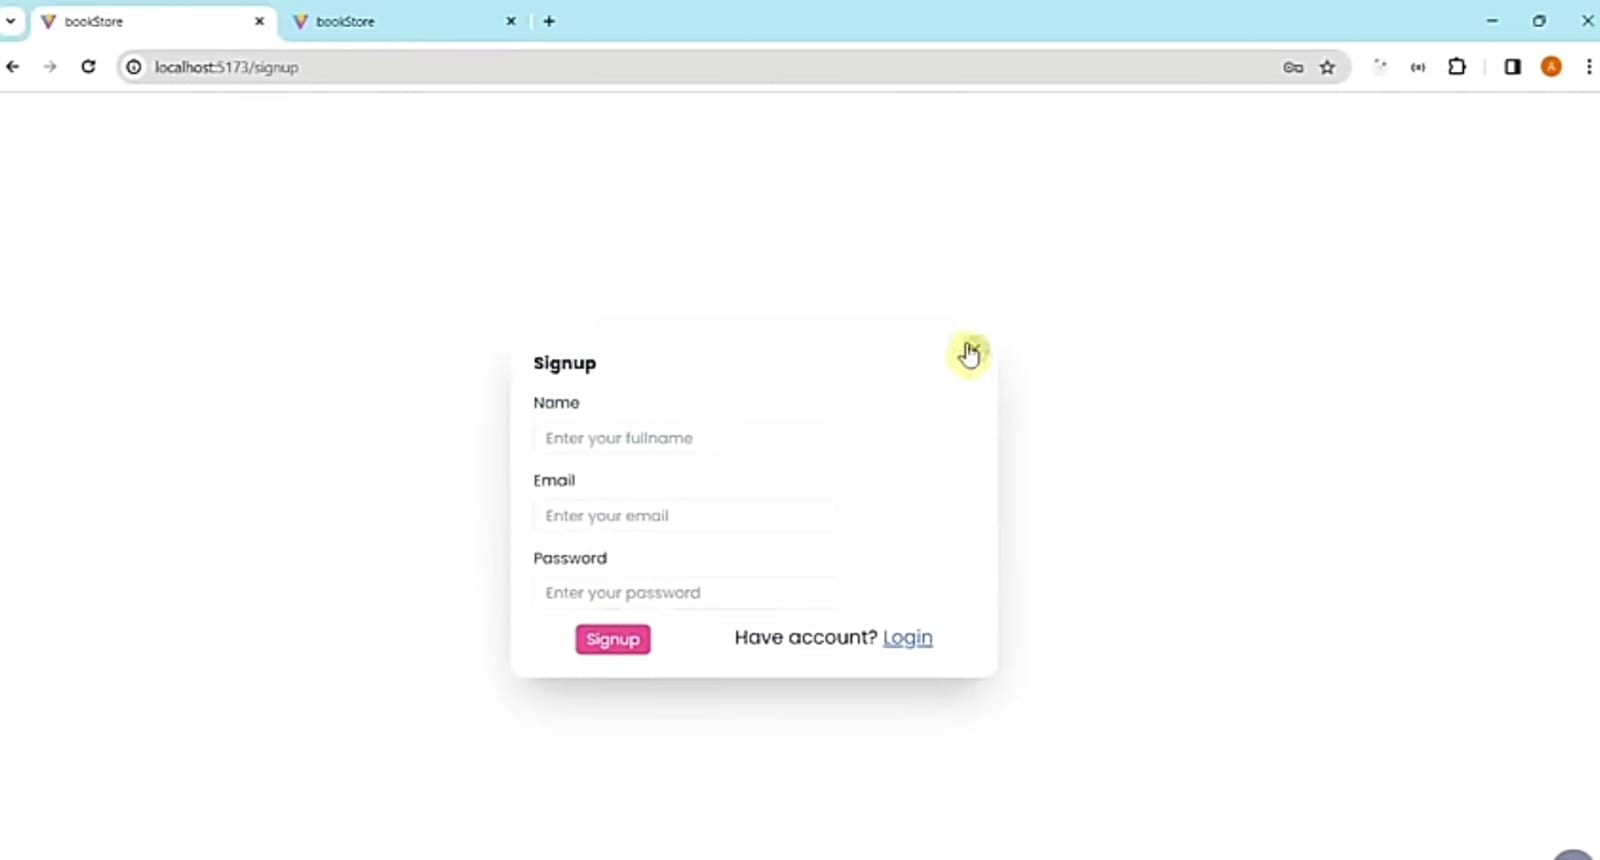 bookStore
bookStore
localhost:5173/signup
A
Signup
Name
Enter your fullname
Email
Enter your email
Password
Enter your password
Signup Have account? Login